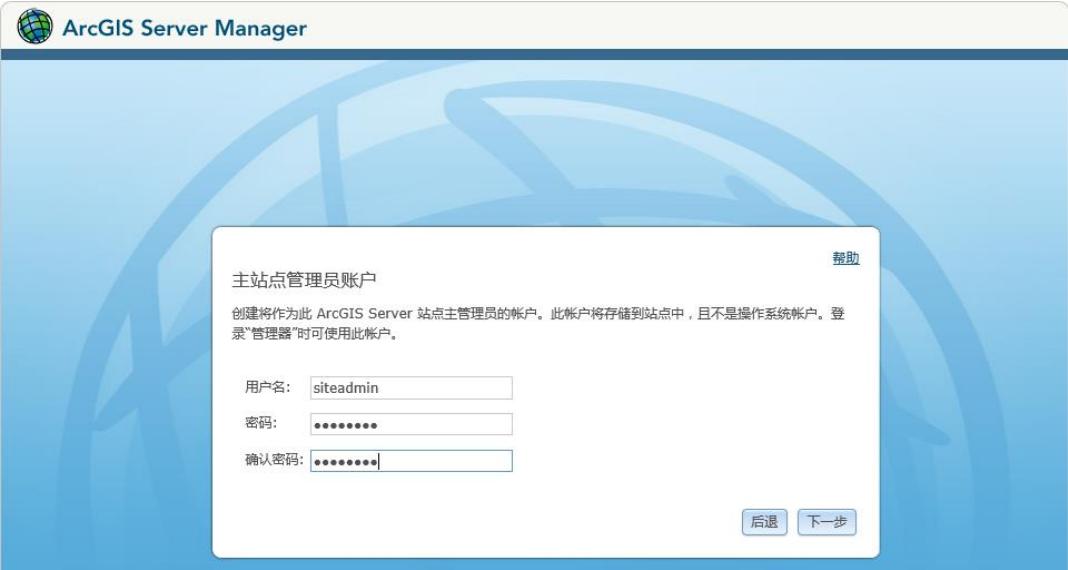 ArcGIS Server Manager
帮助
主站点管理员账户
创建将作为此 ArcGIS Server 站点主管理员的帐户。此帐户将存储到站点中，且不是操作系统帐户。登
录“管理器”时可使用此帐户。
用户名: siteadmin
密码: ••••••••
确认密码: ••••••••
后退 下一步